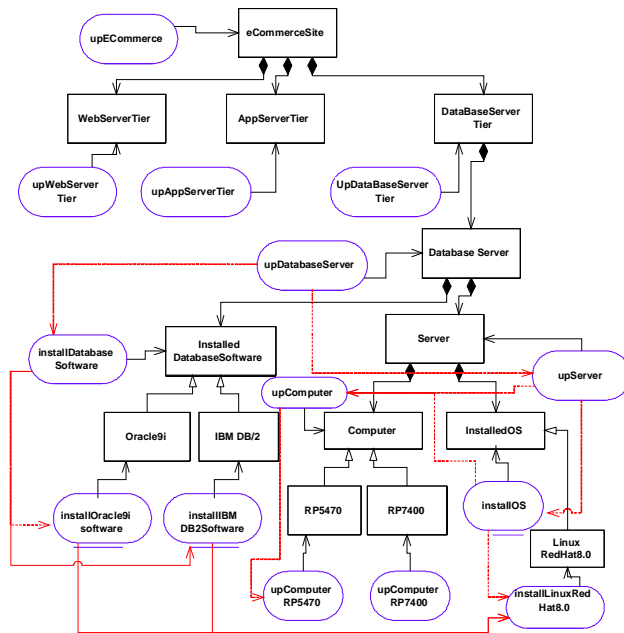 upECommerce
eCommerceSite
WebServerTier
AppServerTier
DataBaseServer
Tier
upWebServer
Tier
upAppServerTier
UpDataBaseServer
Tier
upDatabaseServer
Database Server
installDatabase
Software
Installed
DatabaseSoftware
Server
upServer
upComputer
Oracle9i
IBM DB/2
Computer
InstalledOS
installOracle9i
software
installIBM
DB2Software
RP5470
RP7400
installOS
Linux
RedHat8.0
upComputer
RP5470
upComputer
RP7400
installLinuxRed
Hat8.0